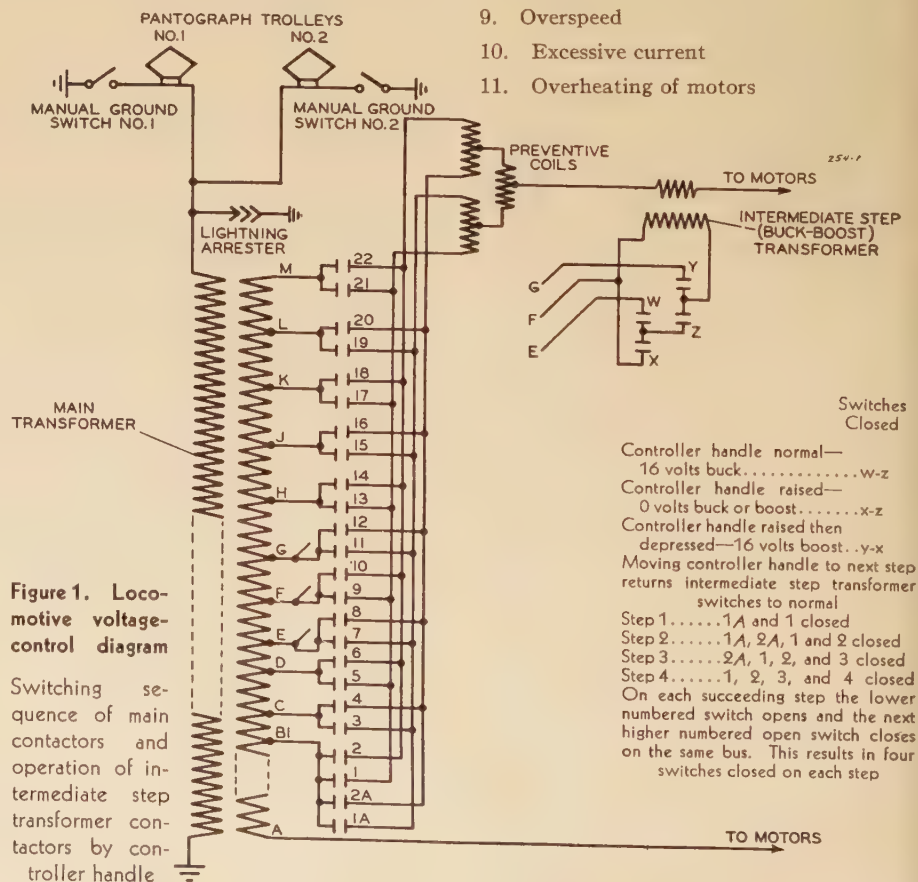 9. Overspeed
10. Excessive current
11. Overheating of motors
PANTOGRAPH TROLLEYS
NO.1 NO.2
MANUAL GROUND
SWITCH NO.1
MANUAL GROUND
SWITCH NO.2
LIGHTNING
ARRESTER
PREVENTIVE
COILS
254-1
TO MOTORS
INTERMEDIATE STEP
(BUCK-BOOST)
TRANSFORMER
G
F
E
Y
W
Z
X
MAIN
TRANSFORMER
M
22
21
L
20
19
K
18
17
J
16
15
H
14
13
G
12
11
F
10
9
E
8
7
D
6
5
C
4
3
B1
2
1
2A
1A
A
TO MOTORS
Switches
Closed
Controller handle normal—
16 volts buck.............w-z
Controller handle raised—
0 volts buck or boost.......x-z
Controller handle raised then
depressed—16 volts boost..y-x
Moving controller handle to next step
returns intermediate step transformer
switches to normal
Step 1......1A and 1 closed
Step 2......1A, 2A, 1 and 2 closed
Step 3......2A, 1, 2, and 3 closed
Step 4......1, 2, 3, and 4 closed
On each succeeding step the lower
numbered switch opens and the next
higher numbered open switch closes
on the same bus. This results in four
switches closed on each step
Figure 1. Loco-
motive voltage-
control diagram
Switching se-
quence of main
contactors and
operation of in-
termediate step
transformer con-
tactors by con-
troller handle